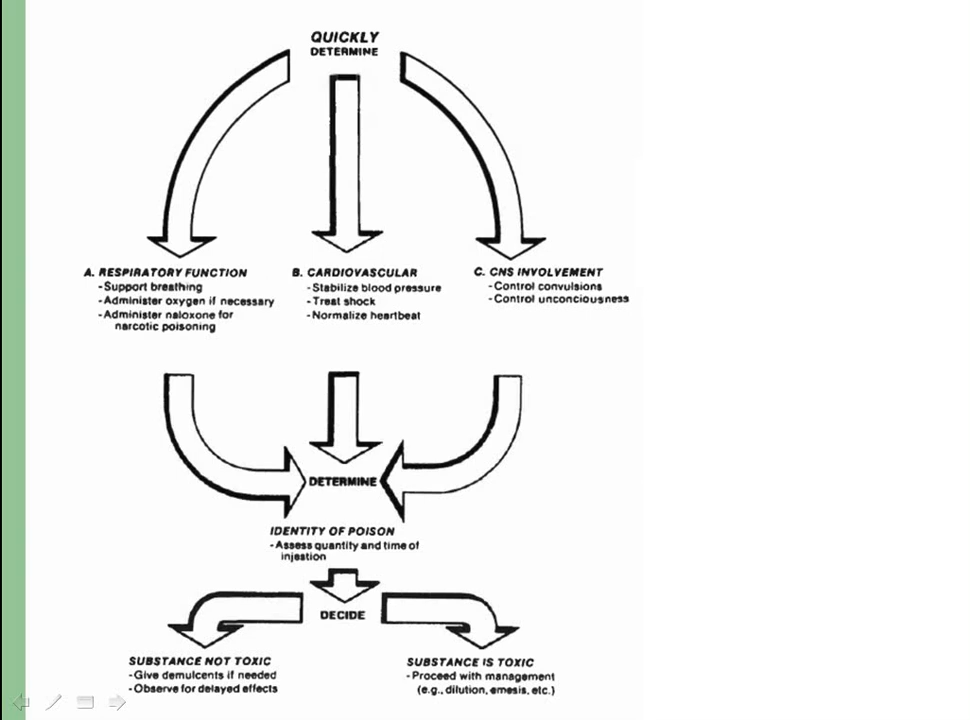 QUICKLY
DETERMINE
A. RESPIRATORY FUNCTION
- Support breathing
- Administer oxygen if necessary
- Administer naloxone for
narcotic poisoning
B. CARDIOVASCULAR
- Stabilize blood pressure
- Treat shock
- Normalize heartbeat
C. CNS INVOLVEMENT
- Control convulsions
- Control unconciousness
DETERMINE
IDENTITY OF POISON
- Assess quantity and time of
injestion
DECIDE
SUBSTANCE NOT TOXIC
- Give demulcents if needed
- Observe for delayed effects
SUBSTANCE IS TOXIC
- Proceed with management
(e.g., dilution, emesis, etc.)